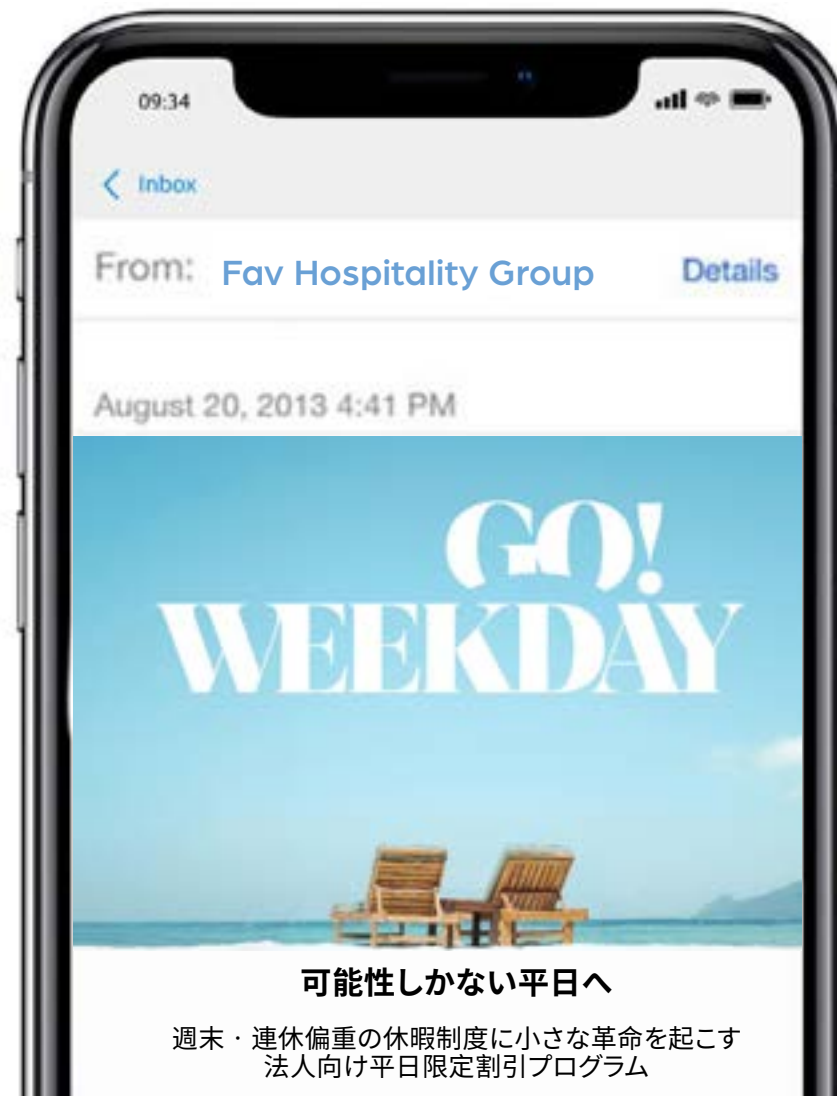 09:34
Inbox
From: Fav Hospitality Group Details
August 20, 2013 4:41 PM
GO!
WEEKDAY
可能性しかない平日へ
週末・連休偏重の休暇制度に小さな革命を起こす
法人向け平日限定割引プログラム